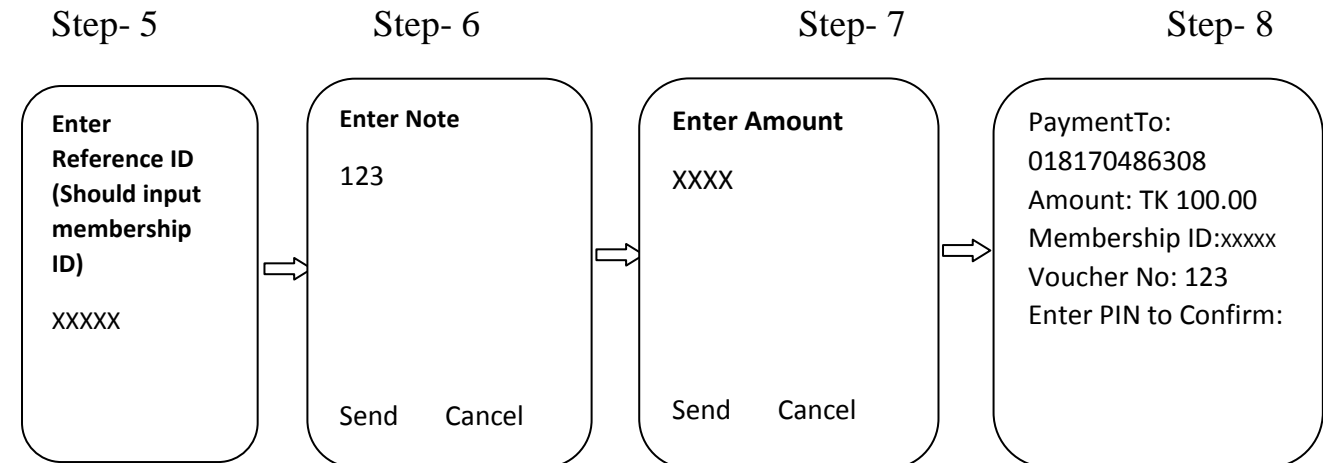 Step- 5
Step- 6
Step- 7
Step- 8
Enter
Reference ID
(Should input
membership
ID)
XXXXX
Enter Note
123
Send Cancel
Enter Amount
XXXX
Send Cancel
PaymentTo:
018170486308
Amount: TK 100.00
Membership ID:xxxxx
Voucher No: 123
Enter PIN to Confirm: